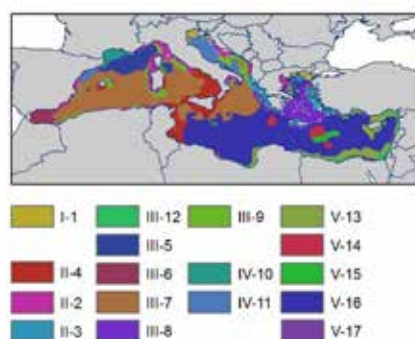 I-1 III-12 III-9 V-13
III-5 V-14
II-4 III-6 IV-10 V-15
II-2 III-7 IV-11 V-16
II-3 III-8 V-17